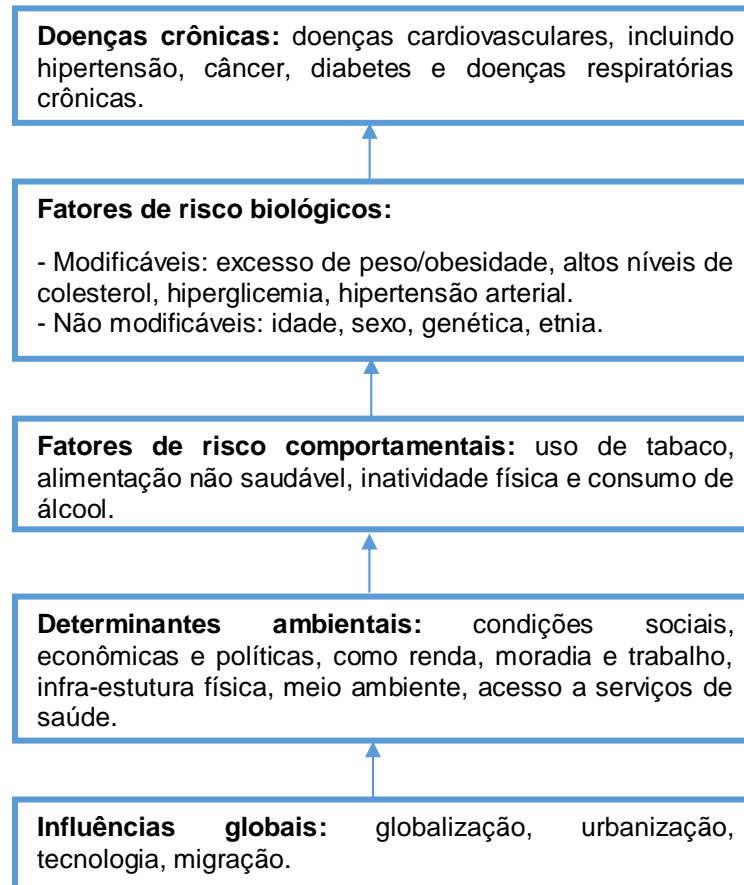 Doenças crônicas: doenças cardiovasculares, incluindo
hipertensão, câncer, diabetes e doenças respiratórias
crônicas.
Fatores de risco biológicos:
- Modificáveis: excesso de peso/obesidade, altos níveis de
colesterol, hiperglicemia, hipertensão arterial.
- Não modificáveis: idade, sexo, genética, etnia.
Fatores de risco comportamentais: uso de tabaco,
alimentação não saudável, inatividade física e consumo de
álcool.
Determinantes ambientais: condições sociais,
econômicas e políticas, como renda, moradia e trabalho,
infra-estutura física, meio ambiente, acesso a serviços de
saúde.
Influências globais: globalização, urbanização,
tecnologia, migração.